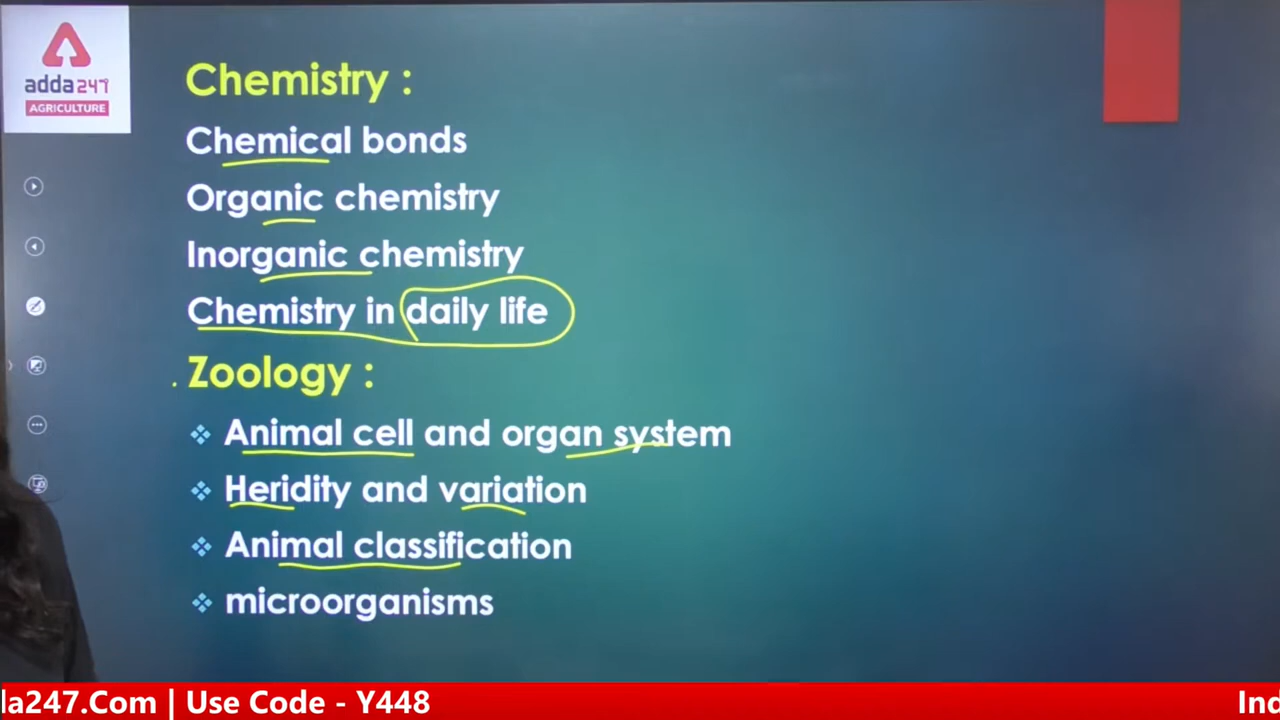 adda247
AGRICULTURE
Chemistry :
Chemical bonds
Organic chemistry
Inorganic chemistry
Chemistry in daily life
Zoology :
Animal cell and organ system
Heridity and variation
Animal classification
microorganisms
la247.Com | Use Code - Y448
Ind